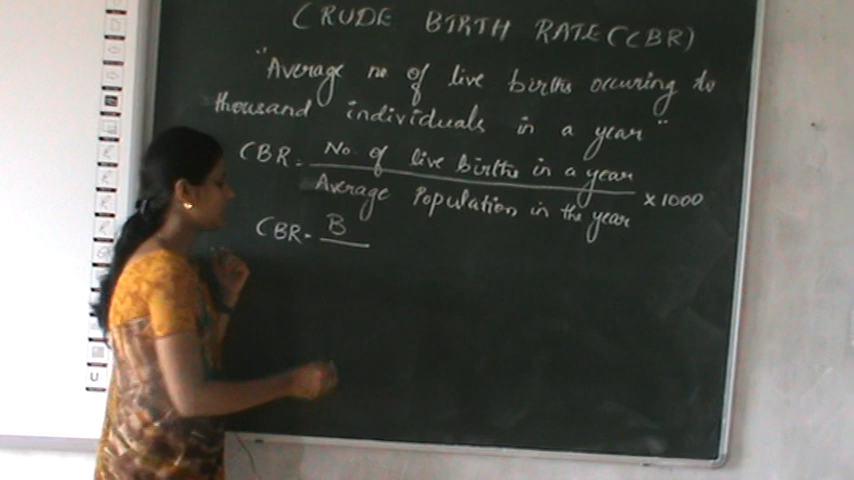 CRUDE BIRTH RATE (CBR)
"Average no of live births occuring to
thousand individuals in a year"
CBR = No. of live births in a year
Average Population in the year × 1000
CBR = B
U